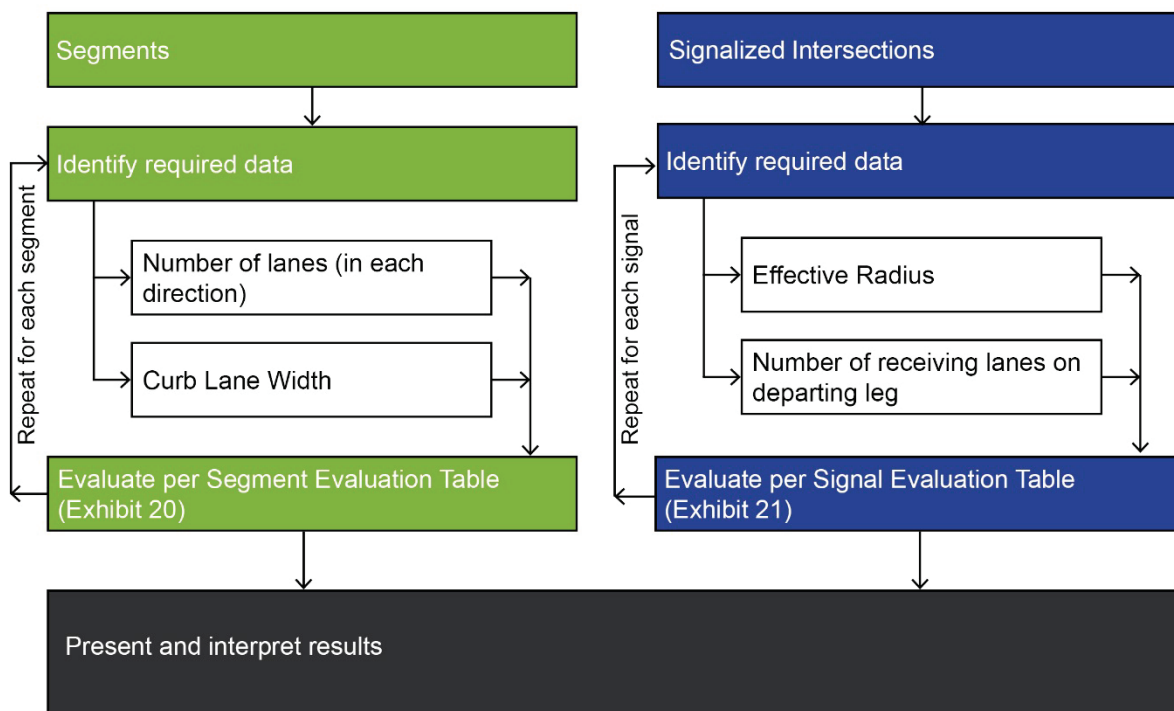 Segments
Identify required data
Repeat for each segment
Number of lanes (in each
direction)
Curb Lane Width
Evaluate per Segment Evaluation Table
(Exhibit 20)
Signalized Intersections
Identify required data
Repeat for each signal
Effective Radius
Number of receiving lanes on
departing leg
Evaluate per Signal Evaluation Table
(Exhibit 21)
Present and interpret results